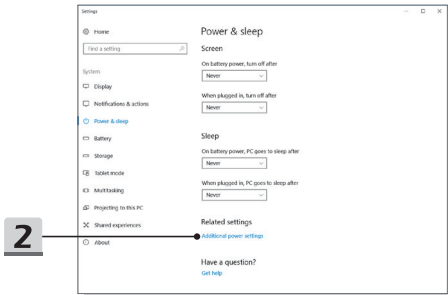 Settings
Home
Find a setting
System
Display
Notifications & actions
Power & sleep
Battery
Storage
Tablet mode
Multitasking
Projecting to this PC
Shared experiences
About
Power & sleep
Screen
On battery power, turn off after
Never
When plugged in, turn off after
Never
Sleep
On battery power, PC goes to sleep after
Never
When plugged in, PC goes to sleep after
Never
Related settings
Additional power settings
Have a question?
Get help
2